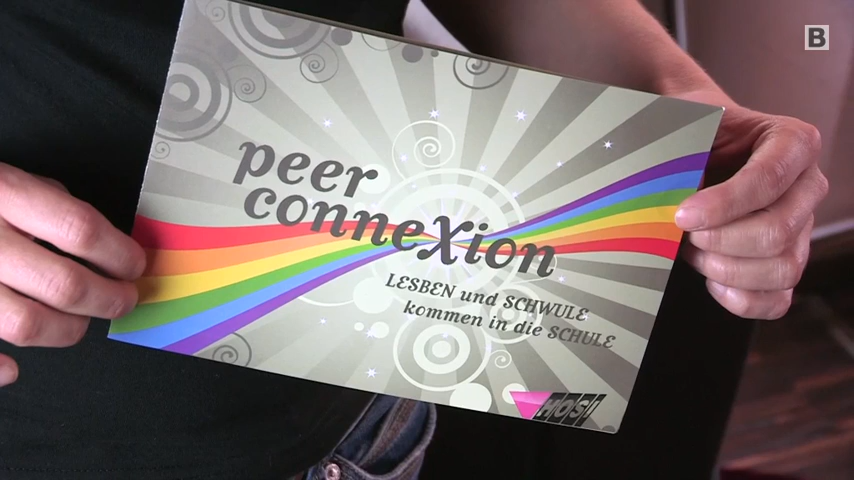 B
peer
conneXion
LESBEN und SCHWULE
kommen in die SCHULE
HOSI